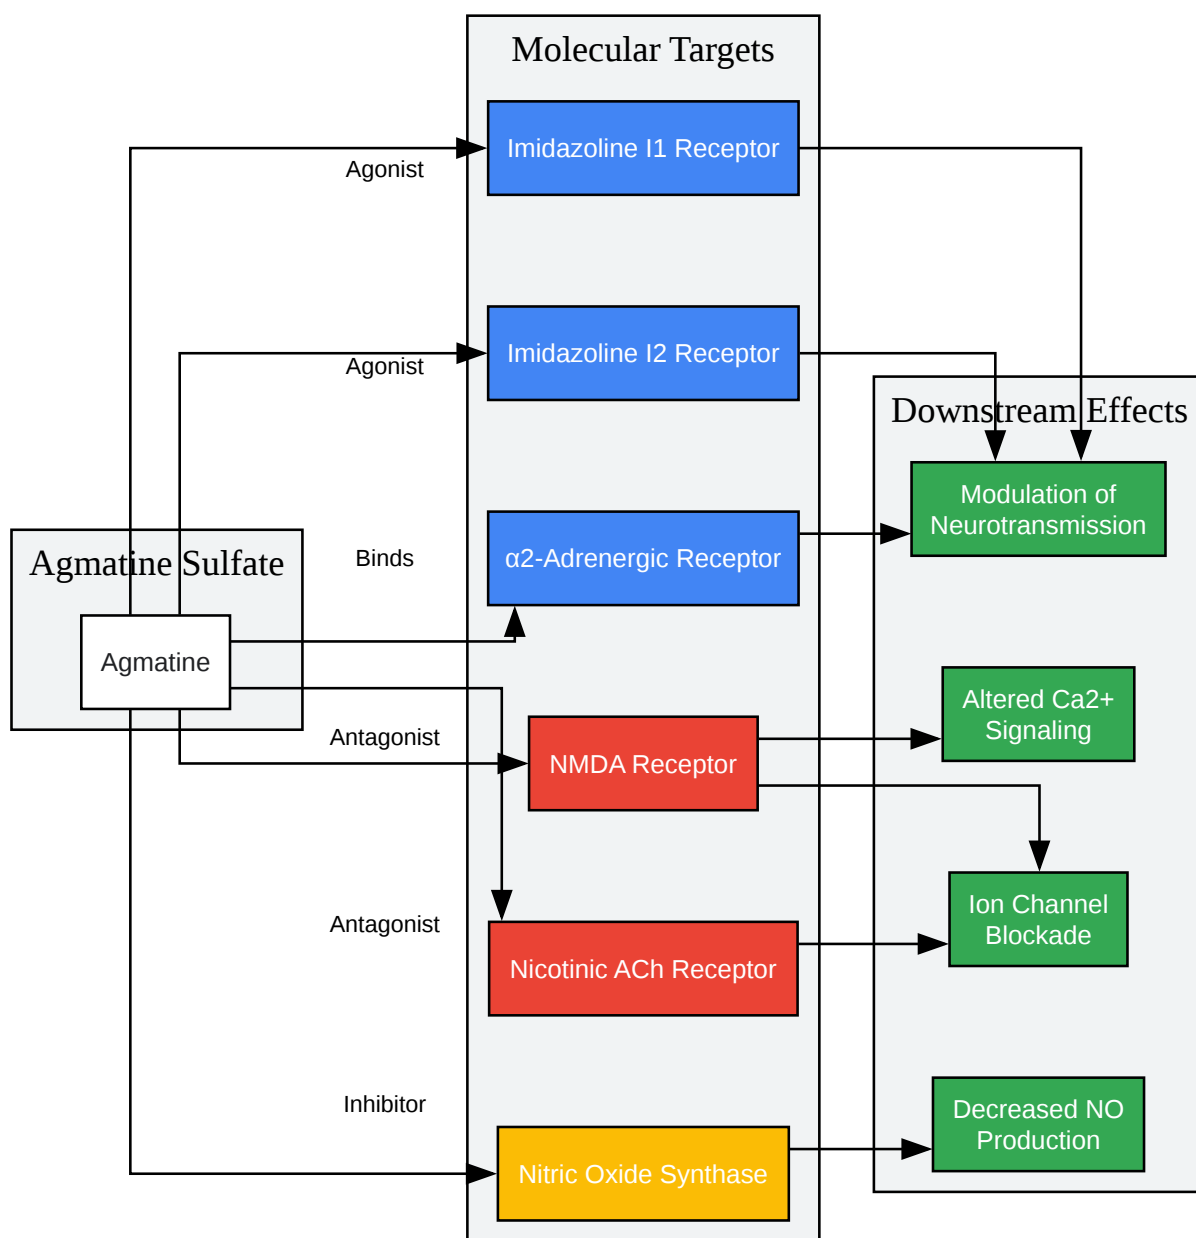 Molecular Targets
Imidazoline I1 Receptor
Agonist
Imidazoline I2 Receptor
Agonist
Downstream Effects
Modulation of
Neurotransmission
α2-Adrenergic Receptor
Binds
Agmatine Sulfate
Agmatine
Altered Ca2+
Signaling
Antagonist
NMDA Receptor
Ion Channel
Blockade
Antagonist
Nicotinic ACh Receptor
Inhibitor
Decreased NO
Production
Nitric Oxide Synthase